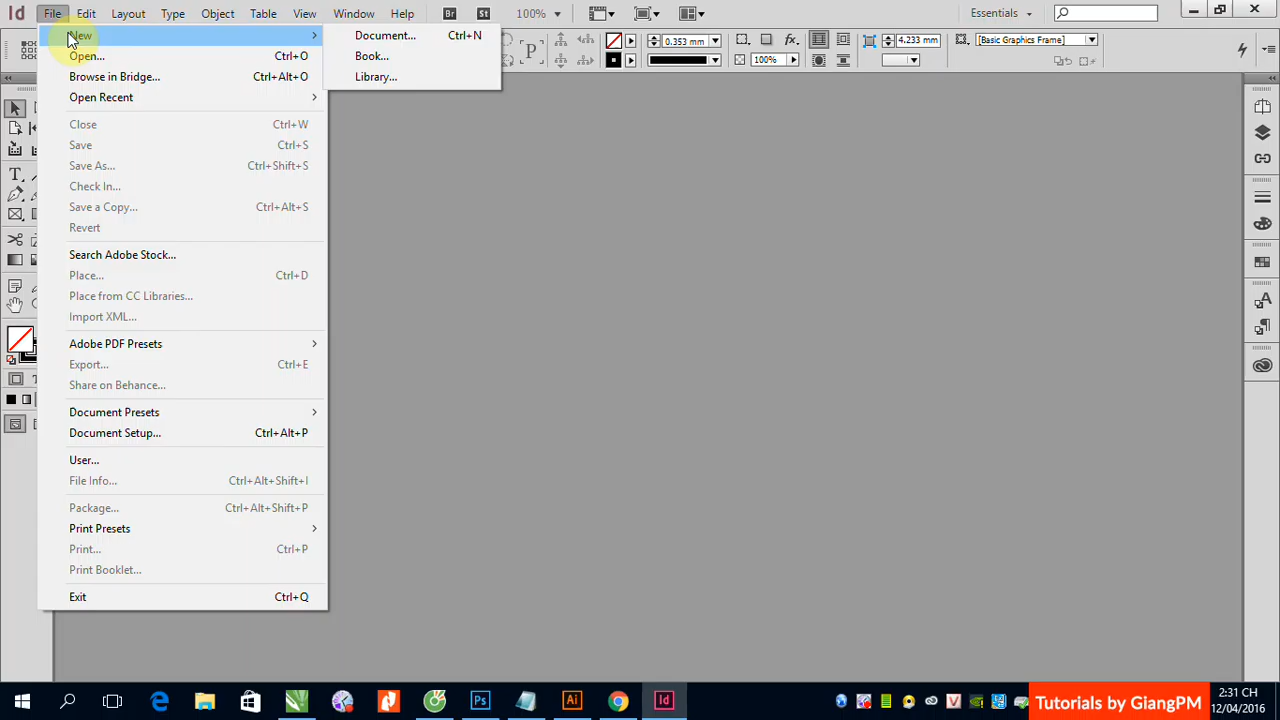 Id File Edit Layout Type Object Table View Window Help Br St 100% Essentials
New
Document... Ctrl+N
0.353 mm
4.233 mm
[Basic Graphics Frame]
Open... Ctrl+O
Book...
P
fx.
100%
Browse in Bridge... Ctrl+Alt+O
Library...
Open Recent
Close Ctrl+W
Save Ctrl+S
Save As... Ctrl+Shift+S
Check In...
Save a Copy... Ctrl+Alt+S
Revert
Search Adobe Stock...
Place... Ctrl+D
Place from CC Libraries...
Import XML...
Adobe PDF Presets
Export... Ctrl+E
Share on Behance...
Document Presets
Document Setup... Ctrl+Alt+P
User...
File Info... Ctrl+Alt+Shift+I
Package... Ctrl+Alt+Shift+P
Print Presets
Print... Ctrl+P
Print Booklet...
Exit Ctrl+Q
Ps Ai Id
Tutorials by GiangPM
2:31 CH
12/04/2016